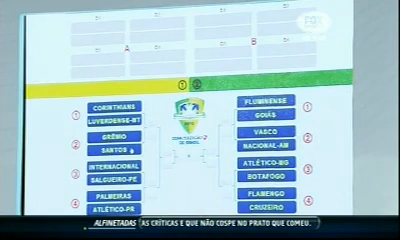 FOX
A
B
1
2
CORINTHIANS
LUVERDENSE-MT
GRÊMIO
SANTOS
INTERNACIONAL
SALGUEIRO-PE
PALMEIRAS
ATLÉTICO-PR
1
2
3
4
FLUMINENSE
GOIÁS
VASCO
NACIONAL-AM
ATLÉTICO-MG
BOTAFOGO
FLAMENGO
CRUZEIRO
1
2
3
4
ALFINETADAS
AS CRÍTICAS E QUE NÃO COSPE NO PRATO QUE COMEU.